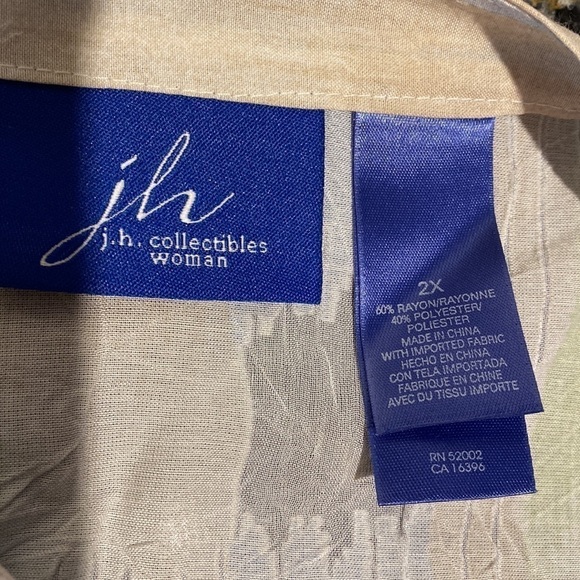 jh
j.h. collectibles
woman
2X
60% RAYON/RAYONNE
40% POLYESTER/
POLIESTER
MADE IN CHINA
WITH IMPORTED FABRIC
HECHO EN CHINA
CON TELA IMPORTADA
FABRIQUE EN CHINE
AVEC DU TISSU IMPORTE
RN 52002
CA 16396